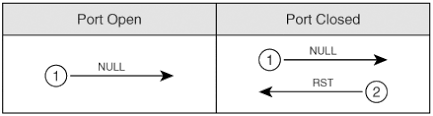 Port Open
Port Closed
1
NULL
1
NULL
RST
2